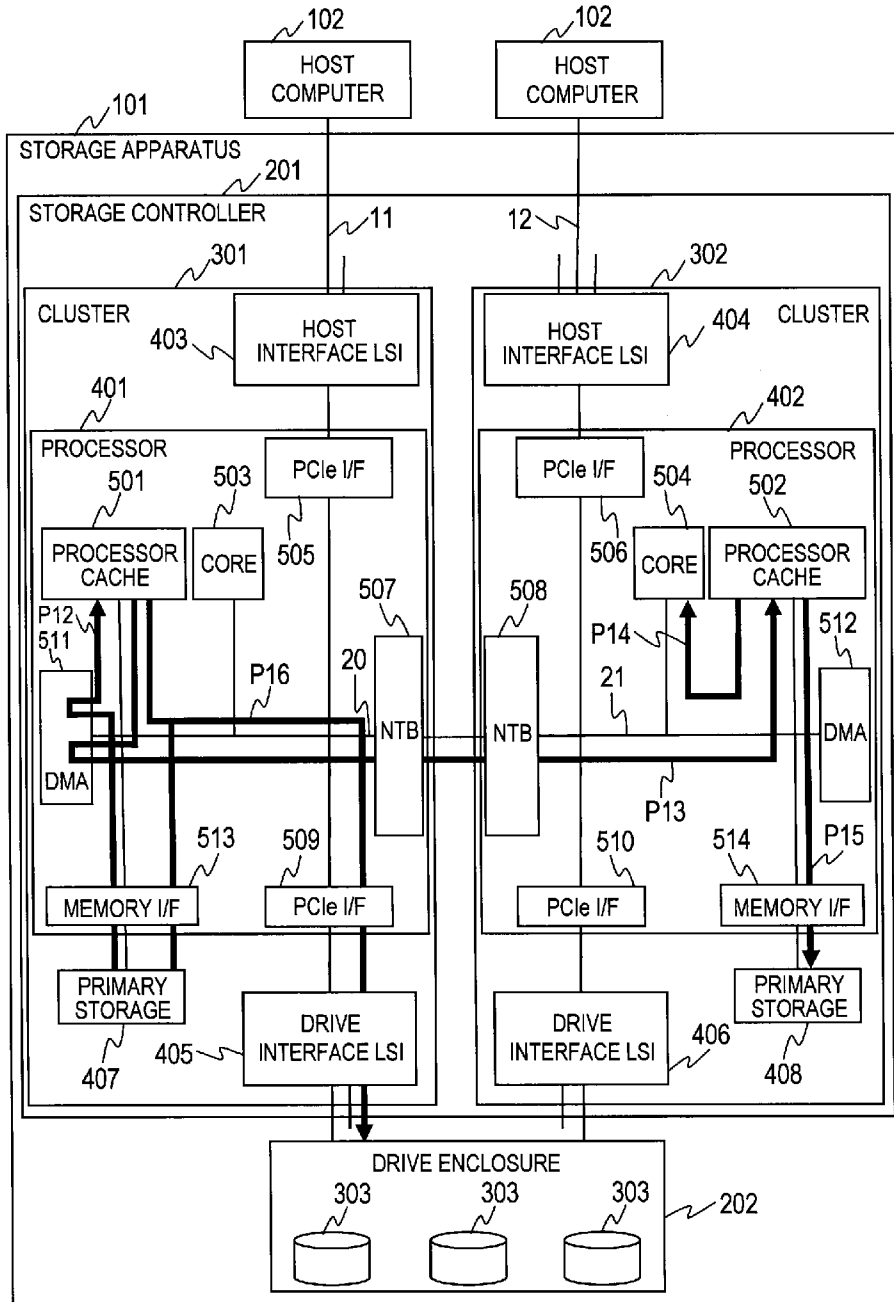 102
102
HOST
COMPUTER
HOST
COMPUTER
101
STORAGE APPARATUS
201
STORAGE CONTROLLER
11
12
301
302
CLUSTER
CLUSTER
403
HOST
INTERFACE LSI
HOST
INTERFACE LSI
404
401
402
PROCESSOR
PROCESSOR
501
503
PCIe I/F
505
PCIe I/F
506
504
502
PROCESSOR
CACHE
CORE
CORE
PROCESSOR
CACHE
507
508
P12
511
P16
20
P14
21
512
DMA
NTB
NTB
DMA
P13
513
509
510
514
P15
MEMORY I/F
PCIe I/F
PCIe I/F
MEMORY I/F
PRIMARY
STORAGE
407
405
DRIVE
INTERFACE LSI
DRIVE
INTERFACE LSI
406
PRIMARY
STORAGE
408
DRIVE ENCLOSURE
303
303
303
202